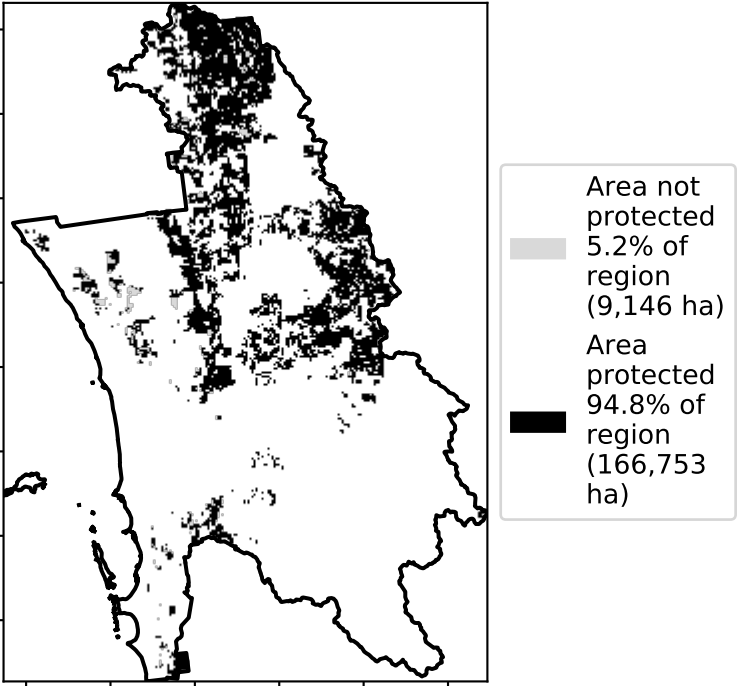 Area not
protected
5.2% of
region
(9,146 ha)
Area
protected
94.8% of
region
(166,753
ha)